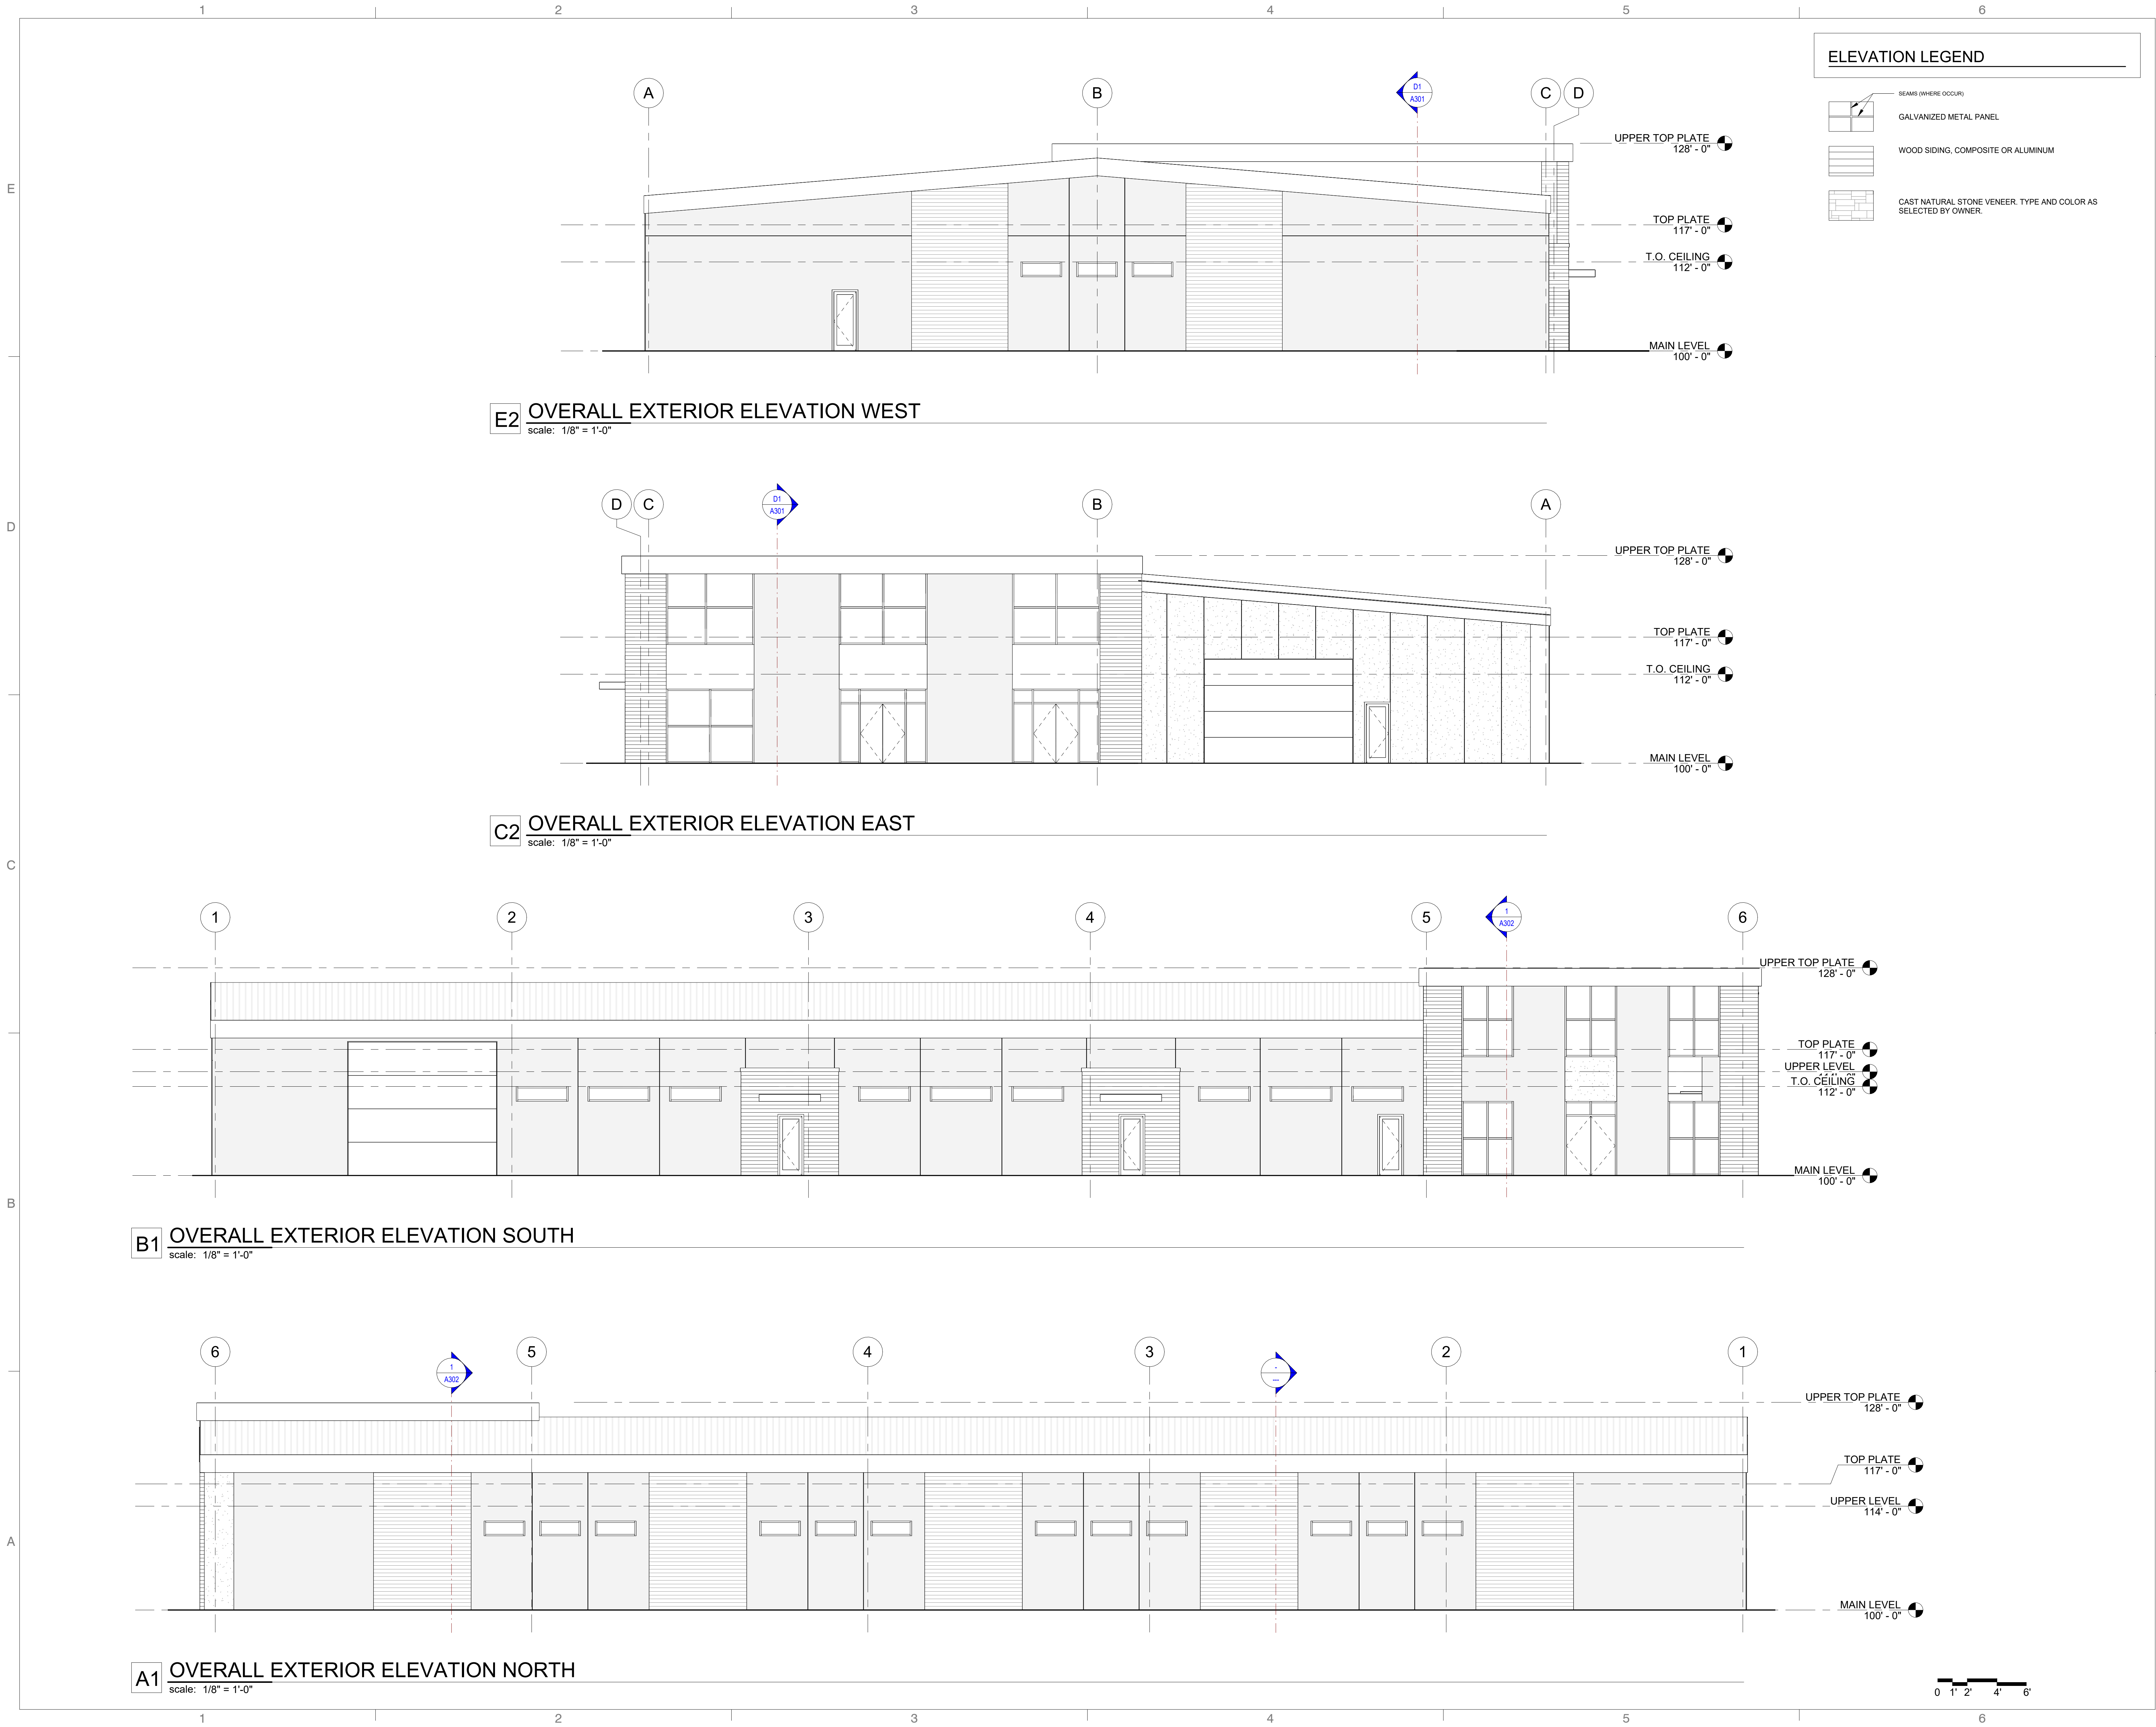 1 2 3 4 5 6
ELEVATION LEGEND
SEAMS (WHERE OCCUR)
GALVANIZED METAL PANEL
WOOD SIDING, COMPOSITE OR ALUMINUM
CAST NATURAL STONE VENEER. TYPE AND COLOR AS
SELECTED BY OWNER.
A B D1 C D
A301
UPPER TOP PLATE
128' - 0"
E
TOP PLATE
117' - 0"
T.O. CEILING
112' - 0"
MAIN LEVEL
100' - 0"
E2 OVERALL EXTERIOR ELEVATION WEST
scale: 1/8" = 1'-0"
D C D1 B A
A301
D
UPPER TOP PLATE
128' - 0"
TOP PLATE
117' - 0"
T.O. CEILING
112' - 0"
MAIN LEVEL
100' - 0"
C2 OVERALL EXTERIOR ELEVATION EAST
scale: 1/8" = 1'-0"
C
1 2 3 4 5 1 6
A302
UPPER TOP PLATE
128' - 0"
TOP PLATE
117' - 0"
UPPER LEVEL
T.O. CEILING
112' - 0"
MAIN LEVEL
100' - 0"
B
B1 OVERALL EXTERIOR ELEVATION SOUTH
scale: 1/8" = 1'-0"
6 1 5 4 3 - 2 1
A302 ---
UPPER TOP PLATE
128' - 0"
TOP PLATE
117' - 0"
UPPER LEVEL
114' - 0"
A
MAIN LEVEL
100' - 0"
A1 OVERALL EXTERIOR ELEVATION NORTH
scale: 1/8" = 1'-0"
0 1' 2' 4' 6'
1 2 3 4 5 6